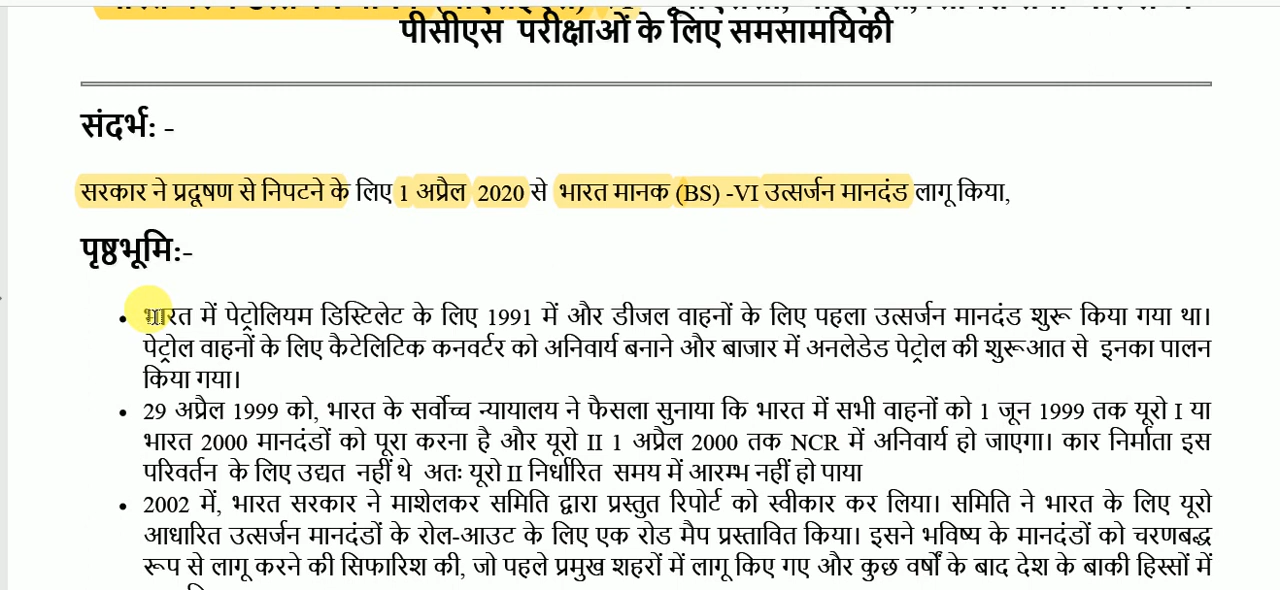 पीसीएस परीक्षाओं के लिए समसामयिकी
संदर्भ: -
सरकार ने प्रदूषण से निपटने के लिए 1 अप्रैल 2020 से भारत मानक (BS) -VI उत्सर्जन मानदंड लागू किया,
पृष्ठभूमि:-
• भारत में पेट्रोलियम डिस्टिलेट के लिए 1991 में और डीजल वाहनों के लिए पहला उत्सर्जन मानदंड शुरू किया गया था।
पेट्रोल वाहनों के लिए कैटेलिटिक कनवर्टर को अनिवार्य बनाने और बाजार में अनलेडेड पेट्रोल की शुरूआत से इनका पालन
किया गया।
• 29 अप्रैल 1999 को, भारत के सर्वोच्च न्यायालय ने फैसला सुनाया कि भारत में सभी वाहनों को 1 जून 1999 तक यूरो I या
भारत 2000 मानदंडों को पूरा करना है और यूरो II 1 अप्रैल 2000 तक NCR में अनिवार्य हो जाएगा। कार निर्माता इस
परिवर्तन के लिए उद्यत नहीं थे अतः यूरो II निर्धारित समय में आरम्भ नहीं हो पाया
• 2002 में, भारत सरकार ने माशेलकर समिति द्वारा प्रस्तुत रिपोर्ट को स्वीकार कर लिया। समिति ने भारत के लिए यूरो
आधारित उत्सर्जन मानदंडों के रोल-आउट के लिए एक रोड मैप प्रस्तावित किया। इसने भविष्य के मानदंडों को चरणबद्ध
रूप से लागू करने की सिफारिश की, जो पहले प्रमुख शहरों में लागू किए गए और कुछ वर्षों के बाद देश के बाकी हिस्सों में